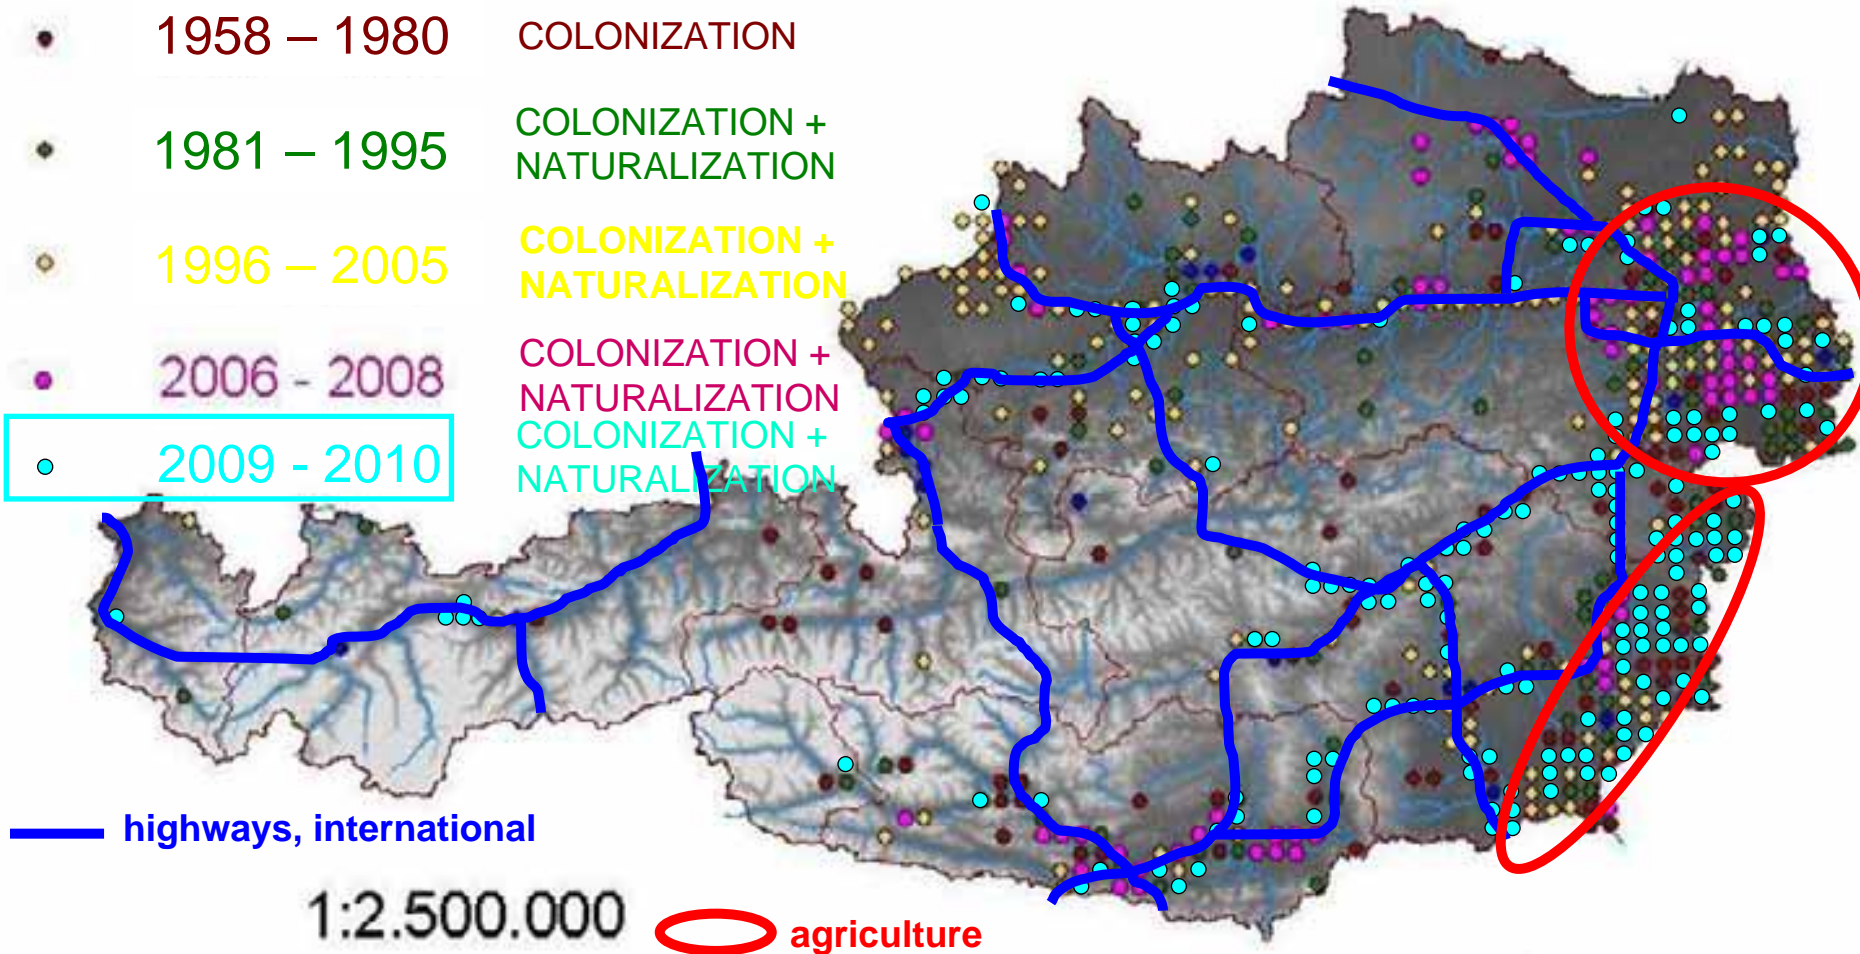 1958 – 1980 COLONIZATION
1981 – 1995 COLONIZATION +
NATURALIZATION
1996 – 2005 COLONIZATION +
NATURALIZATION
2006 - 2008 COLONIZATION +
NATURALIZATION
2009 - 2010 COLONIZATION +
NATURALIZATION
highways, international
1:2.500.000
agriculture